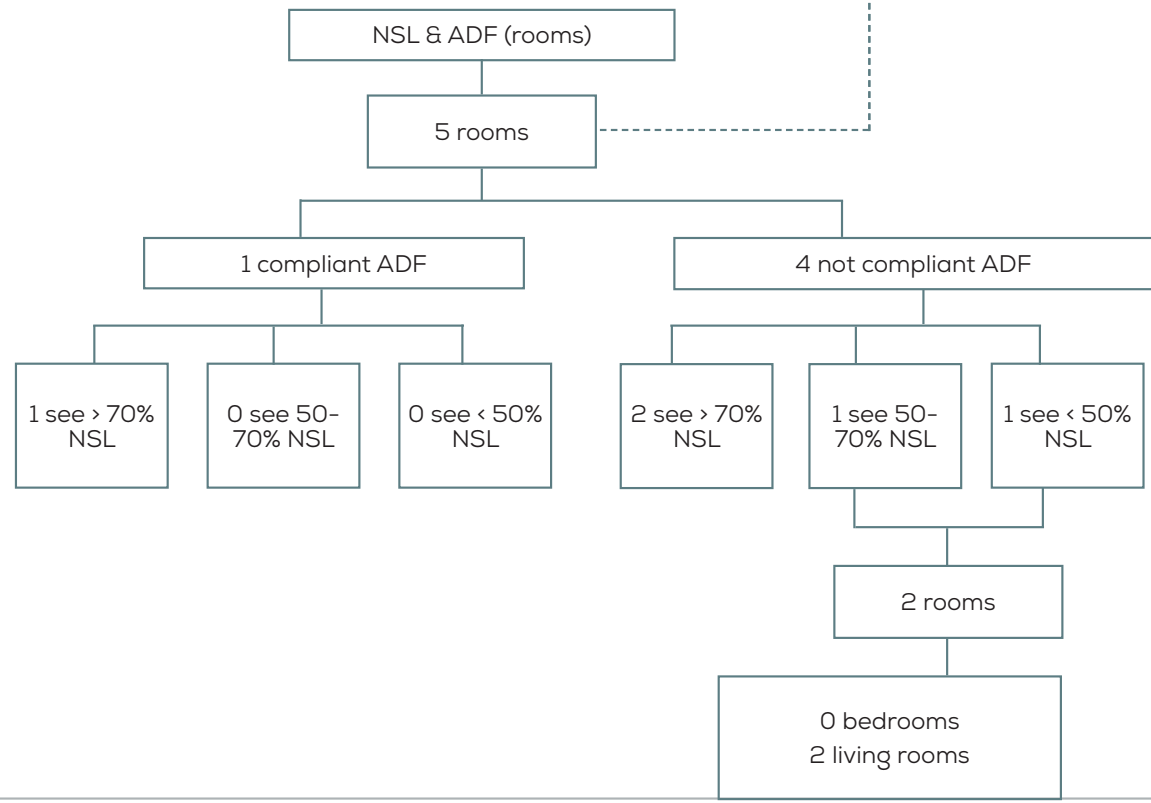 NSL & ADF (rooms)
5 rooms
1 compliant ADF
4 not compliant ADF
1 see > 70%
NSL
0 see 50-
70% NSL
0 see < 50%
NSL
2 see > 70%
NSL
1 see 50-
70% NSL
1 see < 50%
NSL
2 rooms
0 bedrooms
2 living rooms